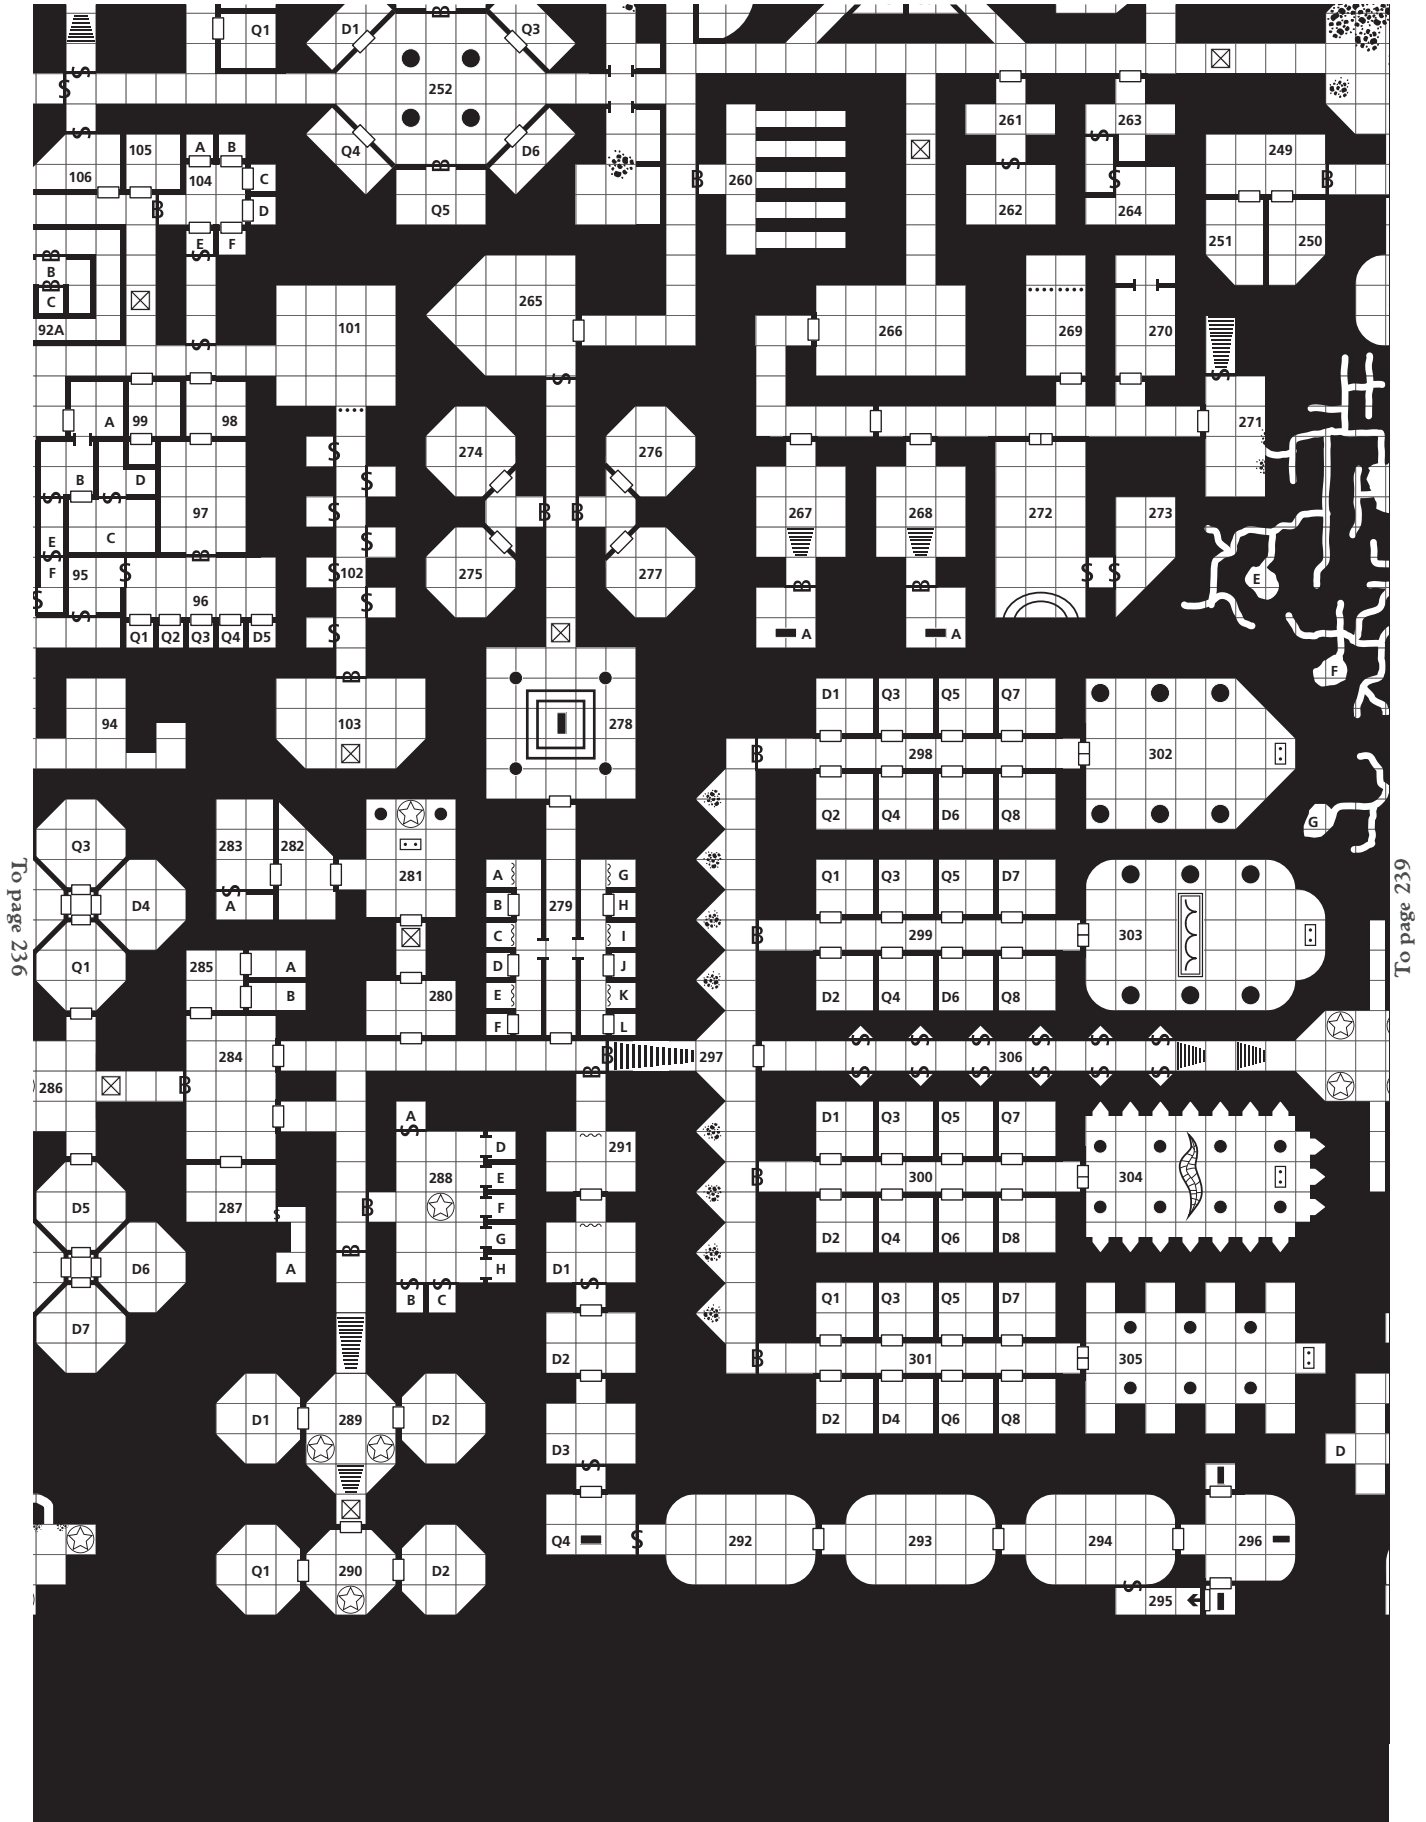 Q1
D1
Q3
252
S
S
B
S
105
A
B
Q4
D6
B
261
263
S
249
106
104
C
B
260
S
S
B
D
Q5
262
264
E
F
251
250
S
B
B
B
C
101
265
92A
S
266
269
270
S
S
A
99
98
274
276
271
S
B
D
S
S
S
97
S
B
B
267
268
272
273
E
C
S
S
B
F
95
S
S
102
275
277
S
S
E
96
S
B
B
S
S
Q1
Q2
Q3
Q4
D5
S
A
A
F
B
D1
Q3
Q5
Q7
94
103
278
B
298
302
Q2
Q4
D6
Q8
G
Q3
283
282
281
A
G
Q1
Q3
Q5
D7
To page 236
To page 239
D4
S
A
B
279
H
C
I
B
299
303
Q1
285
A
D
J
B
280
E
K
D2
Q4
D6
Q8
F
L
S
S
S
S
S
S
284
B
297
306
286
B
B
S
S
S
S
S
S
A
S
D1
Q3
Q5
Q7
D
291
288
E
B
300
304
D5
287
S
B
F
G
D2
Q4
Q6
D8
B
D6
A
H
D1
S
S
S
B
C
Q1
Q3
Q5
D7
D7
D2
B
301
305
D1
289
D2
D2
D4
Q6
Q8
D3
D
S
Q4
S
292
293
294
296
Q1
290
D2
S
295